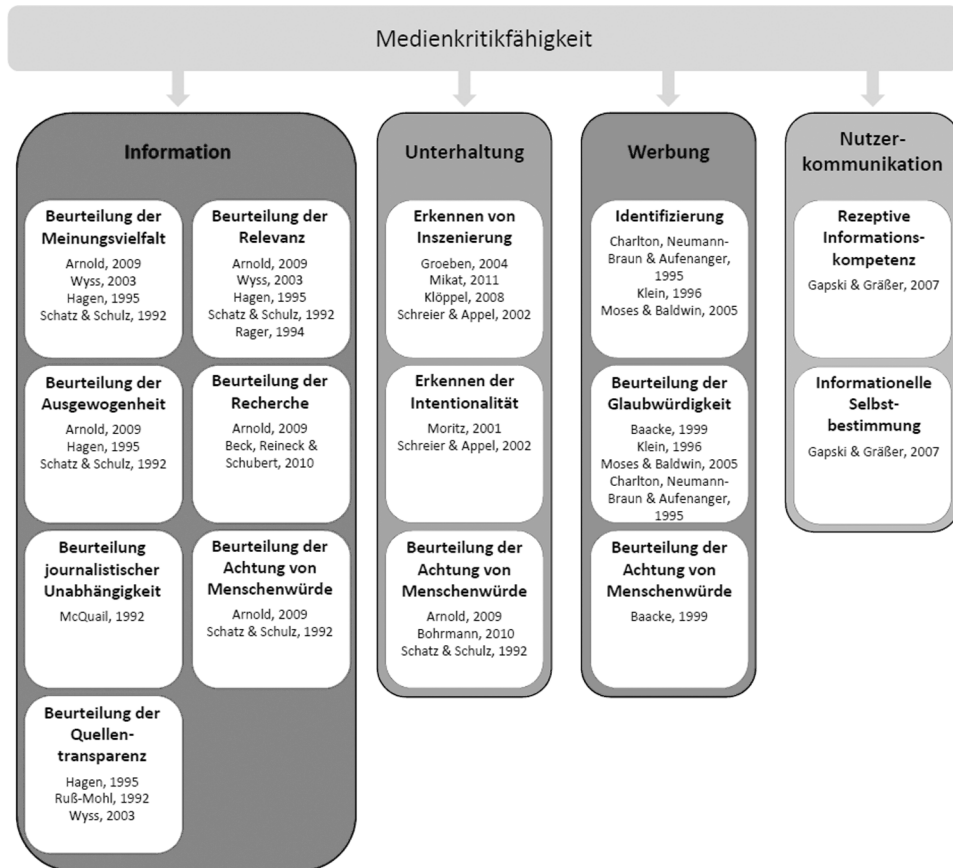 Medienkritikfähigkeit
Information
Beurteilung der
Meinungsvielfalt
Arnold, 2009
Wyss, 2003
Hagen, 1995
Schatz & Schulz, 1992
Beurteilung der
Relevanz
Arnold, 2009
Wyss, 2003
Hagen, 1995
Schatz & Schulz, 1992
Rager, 1994
Beurteilung der
Ausgewogenheit
Arnold, 2009
Hagen, 1995
Schatz & Schulz, 1992
Beurteilung der
Recherche
Arnold, 2009
Beck, Reineck &
Schubert, 2010
Beurteilung
journalistischer
Unabhängigkeit
McQuail, 1992
Beurteilung der
Achtung von
Menschenwürde
Arnold, 2009
Schatz & Schulz, 1992
Beurteilung der
Quellen-
transparenz
Hagen, 1995
Ruß-Mohl, 1992
Wyss, 2003
Unterhaltung
Erkennen von
Inszenierung
Groeben, 2004
Mikat, 2011
Klöppel, 2008
Schreier & Appel, 2002
Erkennen der
Intentionalität
Moritz, 2001
Schreier & Appel, 2002
Beurteilung der
Achtung von
Menschenwürde
Arnold, 2009
Bohrmann, 2010
Schatz & Schulz, 1992
Werbung
Identifizierung
Charlton, Neumann-
Braun & Aufenanger,
1995
Klein, 1996
Moses & Baldwin, 2005
Beurteilung der
Glaubwürdigkeit
Baacke, 1999
Klein, 1996
Moses & Baldwin, 2005
Charlton, Neumann-
Braun & Aufenanger,
1995
Beurteilung der
Achtung von
Menschenwürde
Baacke, 1999
Nutzer-
kommunikation
Rezeptive
Informations-
kompetenz
Gapski & Gräßer, 2007
Informationelle
Selbst-
bestimmung
Gapski & Gräßer, 2007